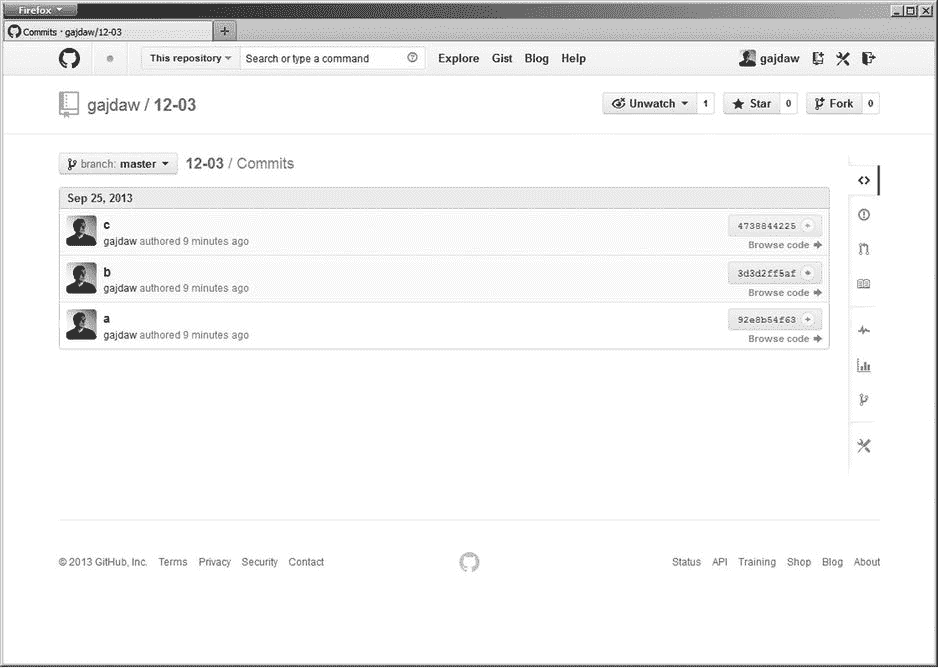 Firefox
Commits · gajdaw/12-03
This repository Search or type a command Explore Gist Blog Help gajdaw
gajdaw / 12-03 Unwatch 1 Star 0 Fork 0
branch: master 12-03 / Commits
Sep 25, 2013
c 4738844225
gajdaw authored 9 minutes ago Browse code
b 3d3d2ff5af
gajdaw authored 9 minutes ago Browse code
a 92e8b54f63
gajdaw authored 9 minutes ago Browse code
© 2013 GitHub, Inc. Terms Privacy Security Contact Status API Training Shop Blog About